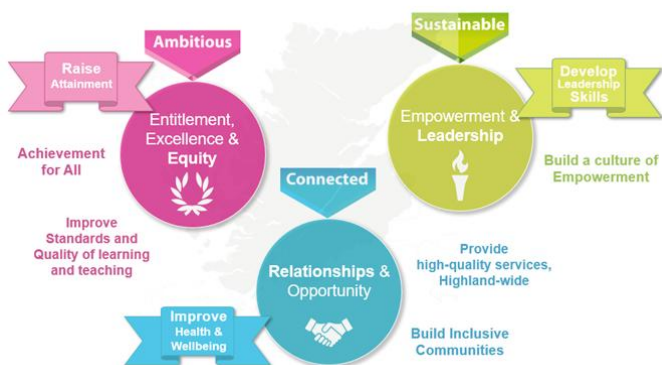 Ambitious
Raise
Attainment
Entitlement,
Excellence &
Equity
Achievement
for All
Improve
Standards and
Quality of learning
and teaching
Sustainable
Develop
Leadership
Skills
Empowerment &
Leadership
Build a culture of
Empowerment
Connected
Relationships &
Opportunity
Improve
Health &
Wellbeing
Provide
high-quality services,
Highland-wide
Build Inclusive
Communities